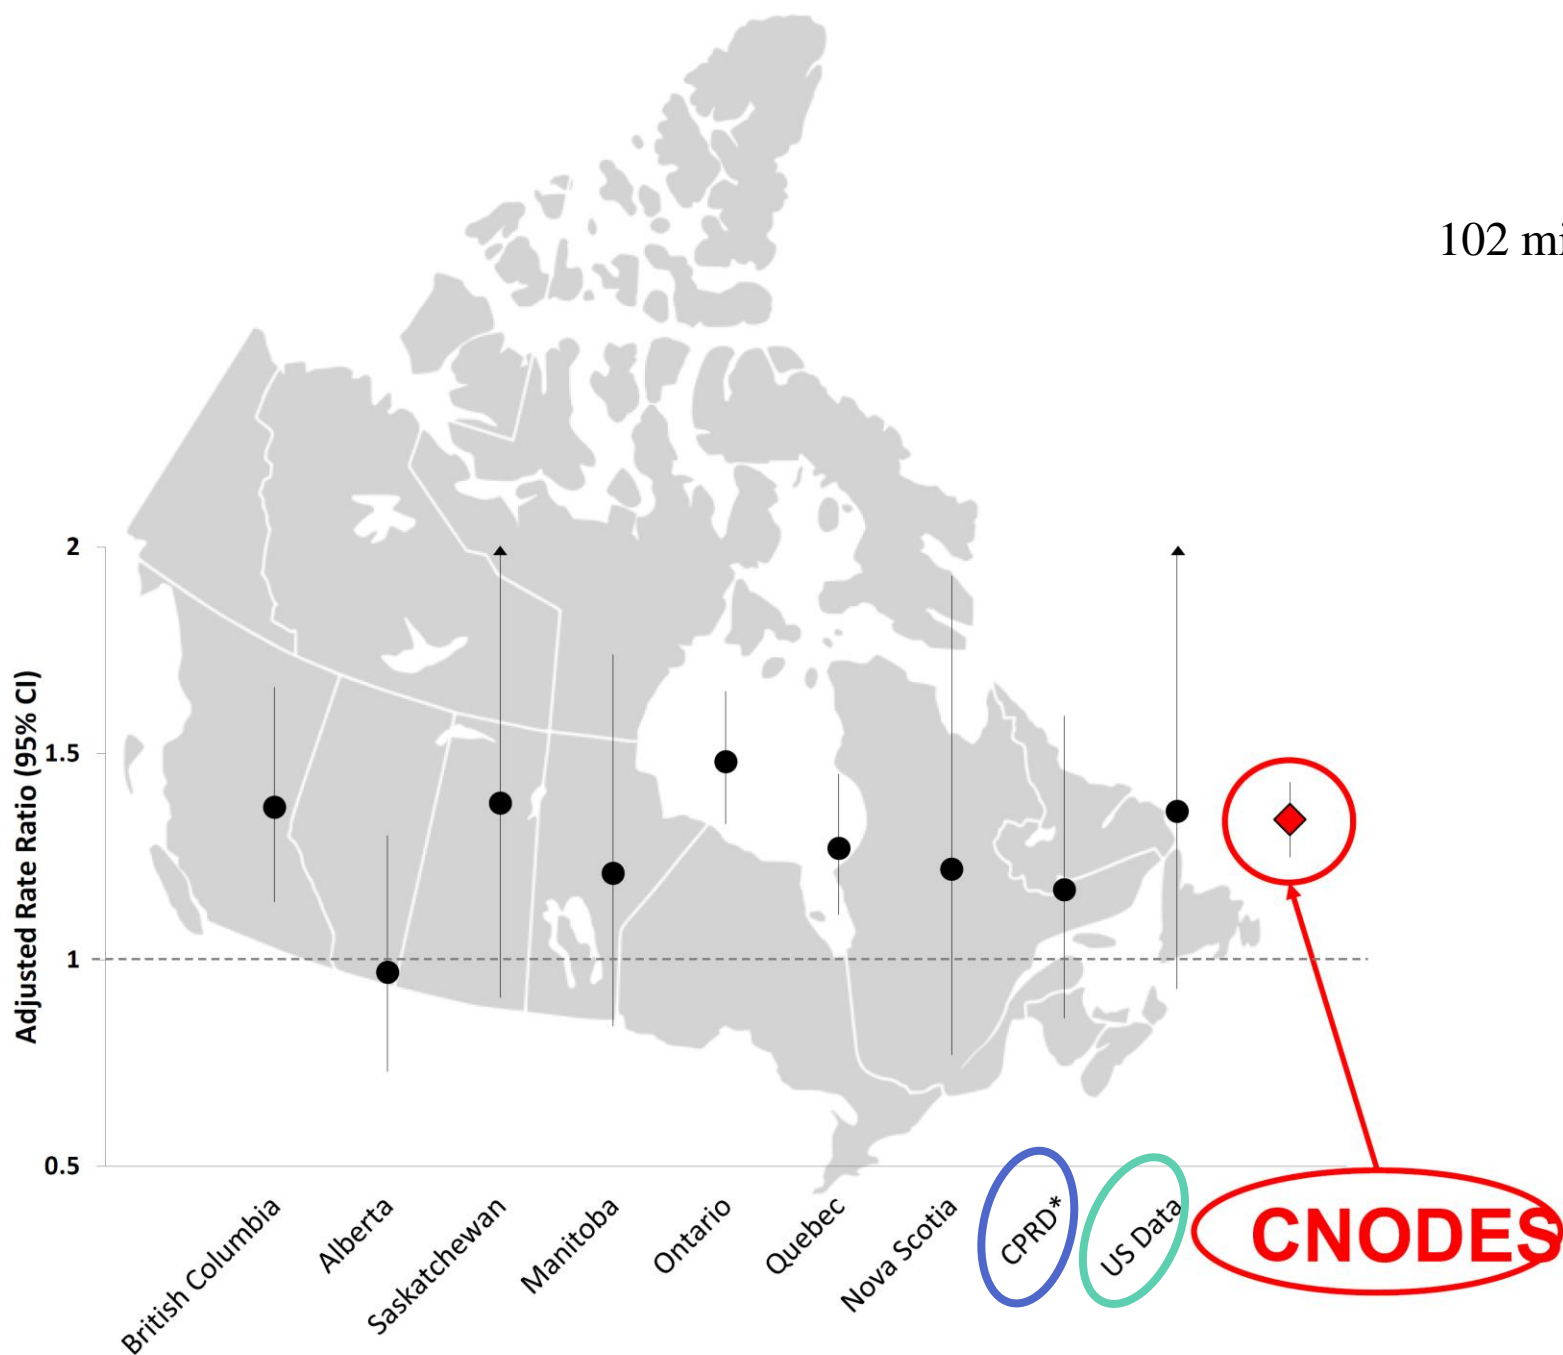 102 mi
2
1.5
1
0.5
Adjusted Rate Ratio (95% CI)
British Columbia
Alberta
Saskatchewan
Manitoba
Ontario
Quebec
Nova Scotia
CPRD*
US Data
CNODES